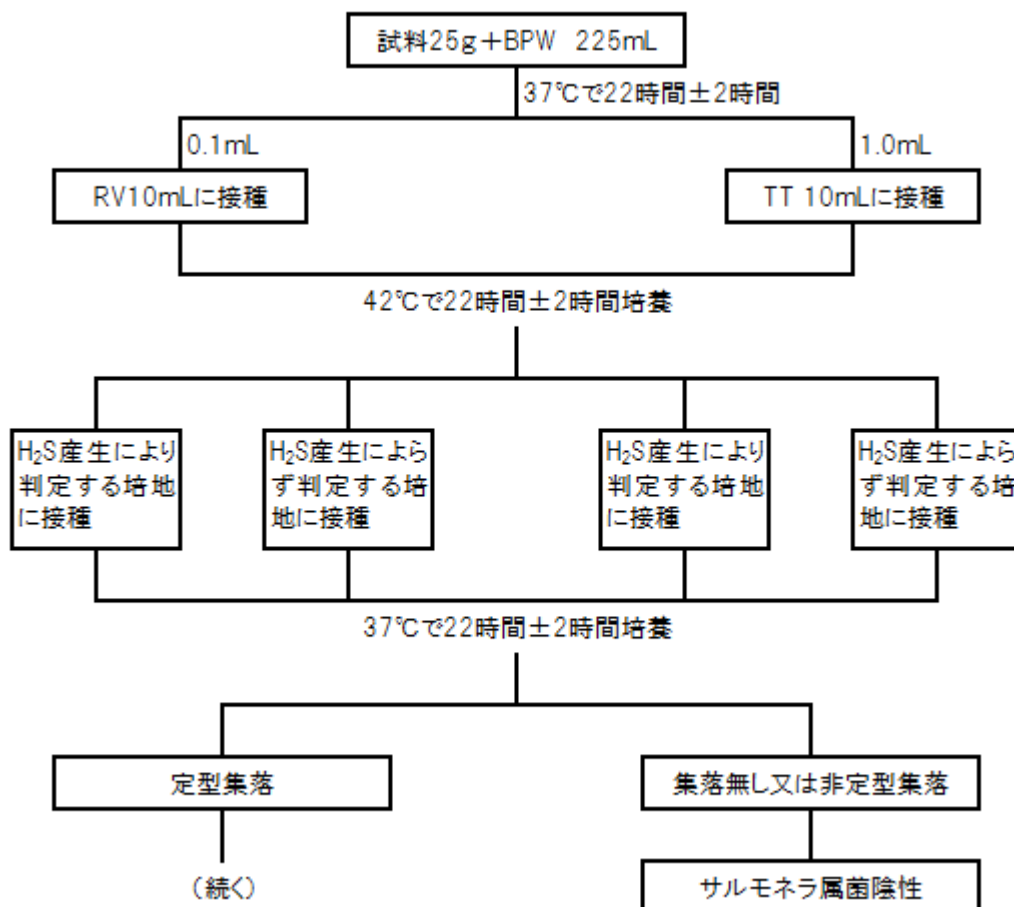 試料25g+BPW 225mL
37℃で22時間±2時間
0.1mL
1.0mL
RV10mLに接種
TT 10mLに接種
42℃で22時間±2時間培養
H₂S産生により
判定する培地
に接種
H₂S産生によら
ず判定する培
地に接種
H₂S産生により
判定する培地
に接種
H₂S産生によら
ず判定する培
地に接種
37℃で22時間±2時間培養
定型集落
集落無し又は非定型集落
(続く)
サルモネラ属菌陰性